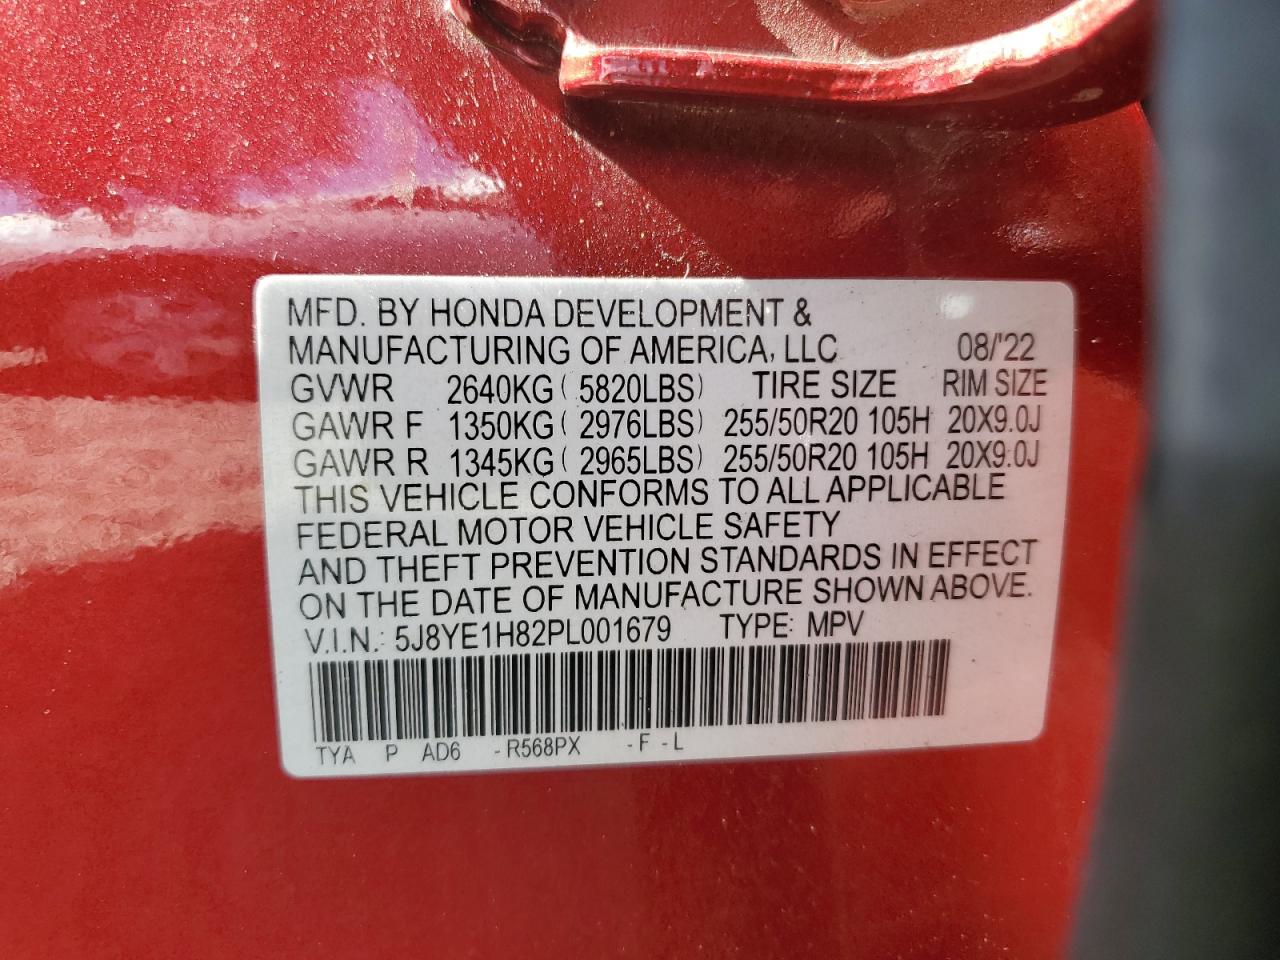 MFD. BY HONDA DEVELOPMENT &
MANUFACTURING OF AMERICA, LLC 08/'22
GVWR 2640KG ( 5820LBS) TIRE SIZE RIM SIZE
GAWR F 1350KG ( 2976LBS) 255/50R20 105H 20X9.0J
GAWR R 1345KG ( 2965LBS) 255/50R20 105H 20X9.0J
THIS VEHICLE CONFORMS TO ALL APPLICABLE
FEDERAL MOTOR VEHICLE SAFETY
AND THEFT PREVENTION STANDARDS IN EFFECT
ON THE DATE OF MANUFACTURE SHOWN ABOVE.
V.I.N.: 5J8YE1H82PL001679 TYPE: MPV
TYA P AD6 -R568PX -F-L